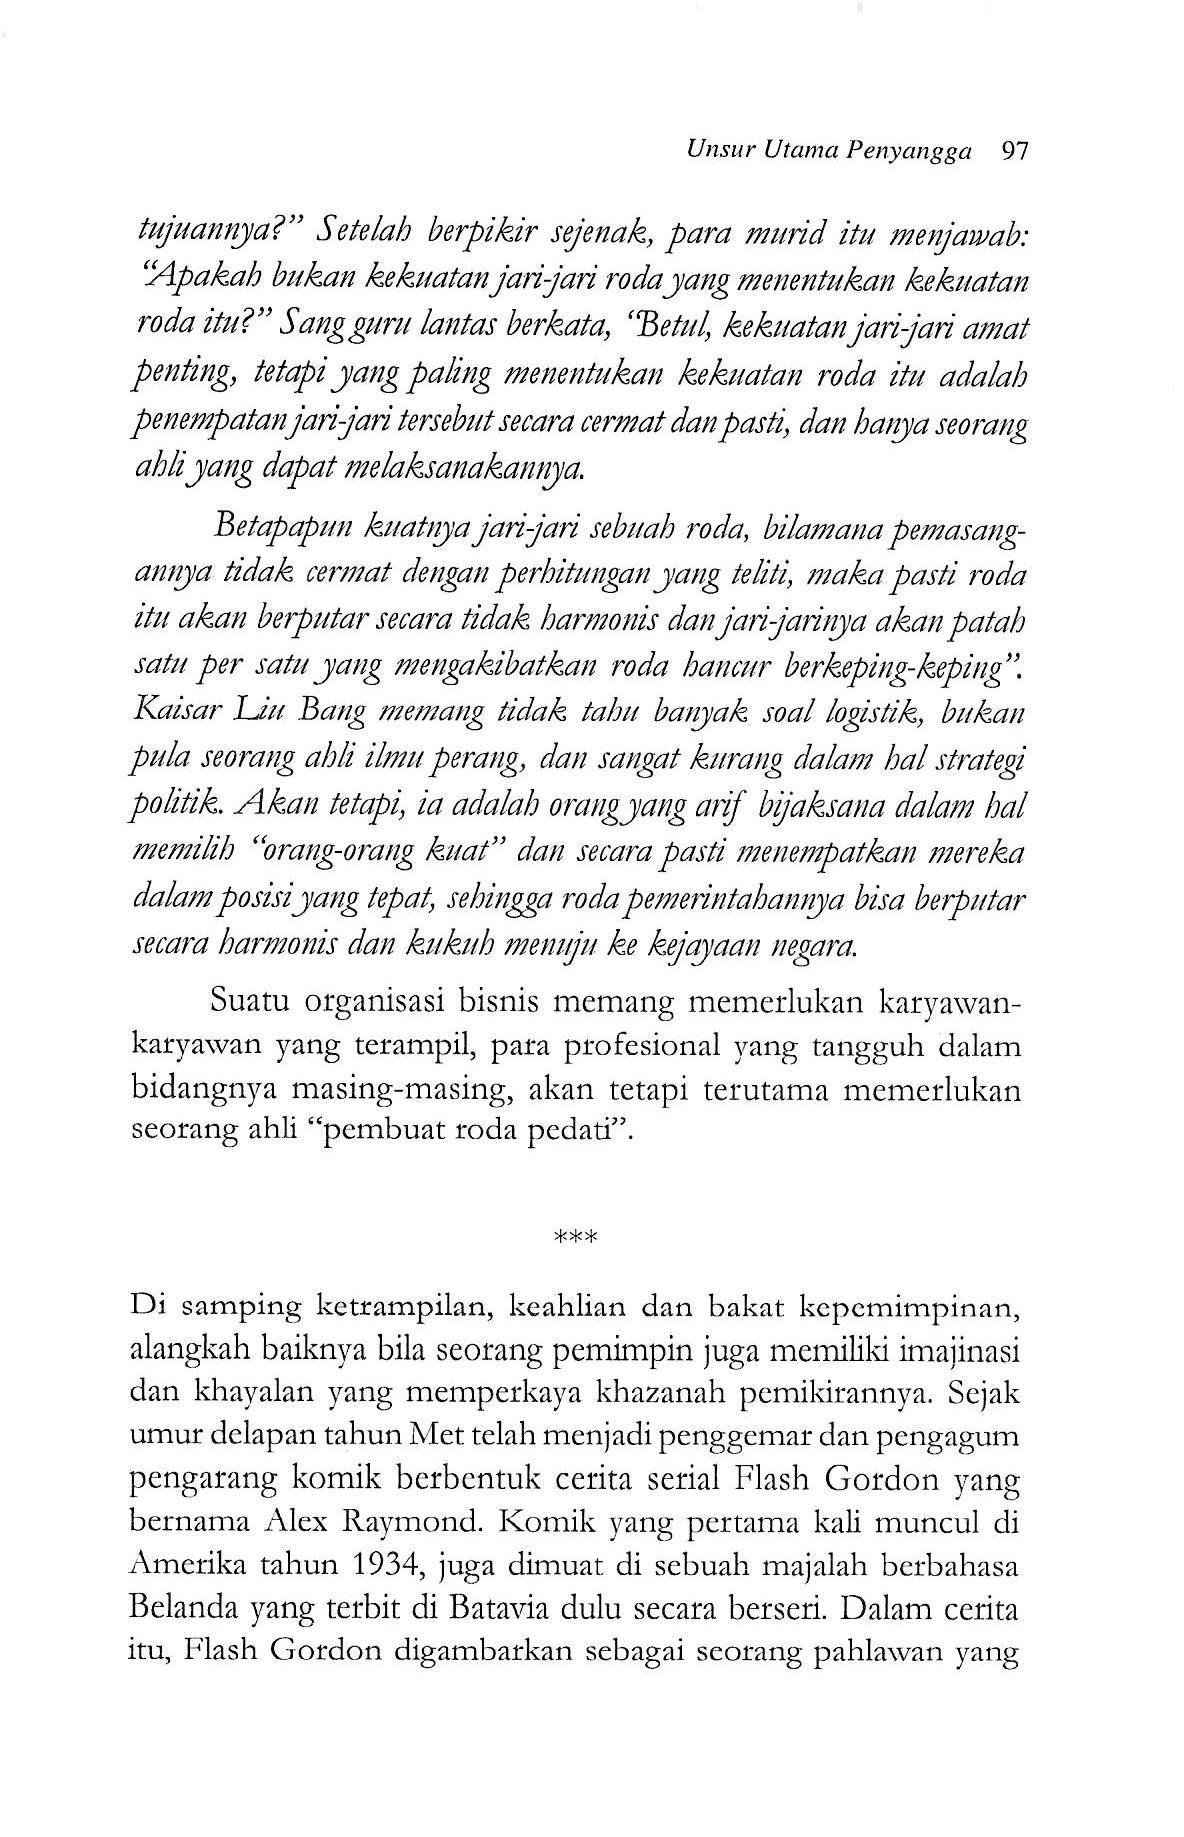 Unsur Utama Penyangga 97
tujuannya?” Setelah berpikir sejenak, para murid itu menjawab:
“Apakah bukan kekuatan jari-jari roda yang menentukan kekuatan
roda itu?” Sang guru lantas berkata, “Betul, kekuatan jari-jari amat
penting, tetapi yang paling menentukan kekuatan roda itu adalah
penempatan jari-jari tersebut secara cermat dan pasti, dan hanya seorang
ahli yang dapat melaksanakannya.
Betapapun kuatnya jari-jari sebuah roda, bilamana pemasang-
annya tidak cermat dengan perhitungan yang teliti, maka pasti roda
itu akan berputar secara tidak harmonis dan jari-jarinya akan patah
satu per satu yang mengakibatkan roda hancur berkeping-keping”.
Kaisar Liu Bang memang tidak tahu banyak soal logistik, bukan
pula seorang ahli ilmu perang, dan sangat kurang dalam hal strategi
politik. Akan tetapi, ia adalah orang yang arif bijaksana dalam hal
memilih “orang-orang kuat” dan secara pasti menempatkan mereka
dalam posisi yang tepat, sehingga roda pemerintahannya bisa berputar
secara harmonis dan kukuh menuju ke kejayaan negara.
Suatu organisasi bisnis memang memerlukan karyawan-
karyawan yang terampil, para profesional yang tangguh dalam
bidangnya masing-masing, akan tetapi terutama memerlukan
seorang ahli “pembuat roda pedati”.
***
Di samping ketrampilan, keahlian dan bakat kepemimpinan,
alangkah baiknya bila seorang pemimpin juga memiliki imajinasi
dan khayalan yang memperkaya khazanah pemikirannya. Sejak
umur delapan tahun Met telah menjadi penggemar dan pengagum
pengarang komik berbentuk cerita serial Flash Gordon yang
bernama Alex Raymond. Komik yang pertama kali muncul di
Amerika tahun 1934, juga dimuat di sebuah majalah berbahasa
Belanda yang terbit di Batavia dulu secara berseri. Dalam cerita
itu, Flash Gordon digambarkan sebagai seorang pahlawan yang